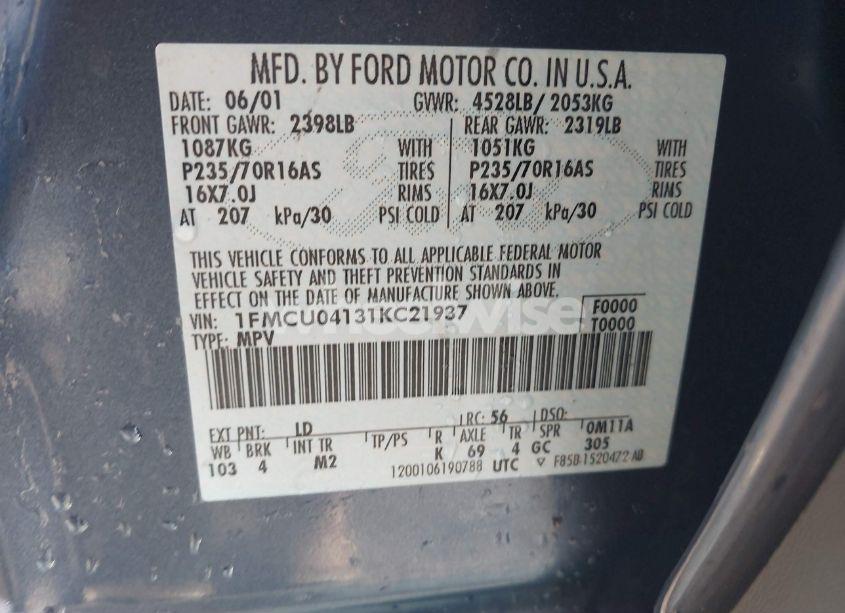 MFD. BY FORD MOTOR CO. IN U.S.A.
DATE: 06/01 GVWR: 4528LB/ 2053KG
FRONT GAWR: 2398LB REAR GAWR: 2319LB
1087KG WITH 1051KG WITH
P235/70R16AS TIRES P235/70R16AS TIRES
16X7.0J RIMS 16X7.0J RIMS
AT 207 kPa/30 PSI COLD AT 207 kPa/30 PSI COLD
THIS VEHICLE CONFORMS TO ALL APPLICABLE FEDERAL MOTOR
VEHICLE SAFETY AND THEFT PREVENTION STANDARDS IN
EFFECT ON THE DATE OF MANUFACTURE SHOWN ABOVE.
VIN: 1FMCU04131KC21937 F0000
TYPE: MPV T0000
EXT PNT: LD RC: 56 DSO:
WB BRK INT TR TP/PS R AXLE TR SPR 0M11A
103 4 M2 K 69 4 GC 305
1200106190788 UTC ▽ F85B-1520472-AB